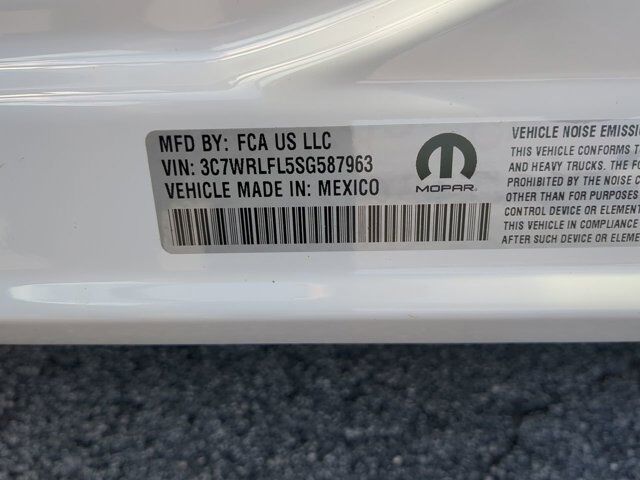 MFD BY: FCA US LLC
VIN: 3C7WRLFL5SG587963
VEHICLE MADE IN: MEXICO
MOPAR
VEHICLE NOISE EMISSI
THIS VEHICLE CONFORMS T
AND HEAVY TRUCKS. THE FO
PROHIBITED BY THE NOISE C
OTHER THAN FOR PURPOSES
CONTROL DEVICE OR ELEMEN
THIS VEHICLE IN COMPLIANCE
AFTER SUCH DEVICE OR ELEME